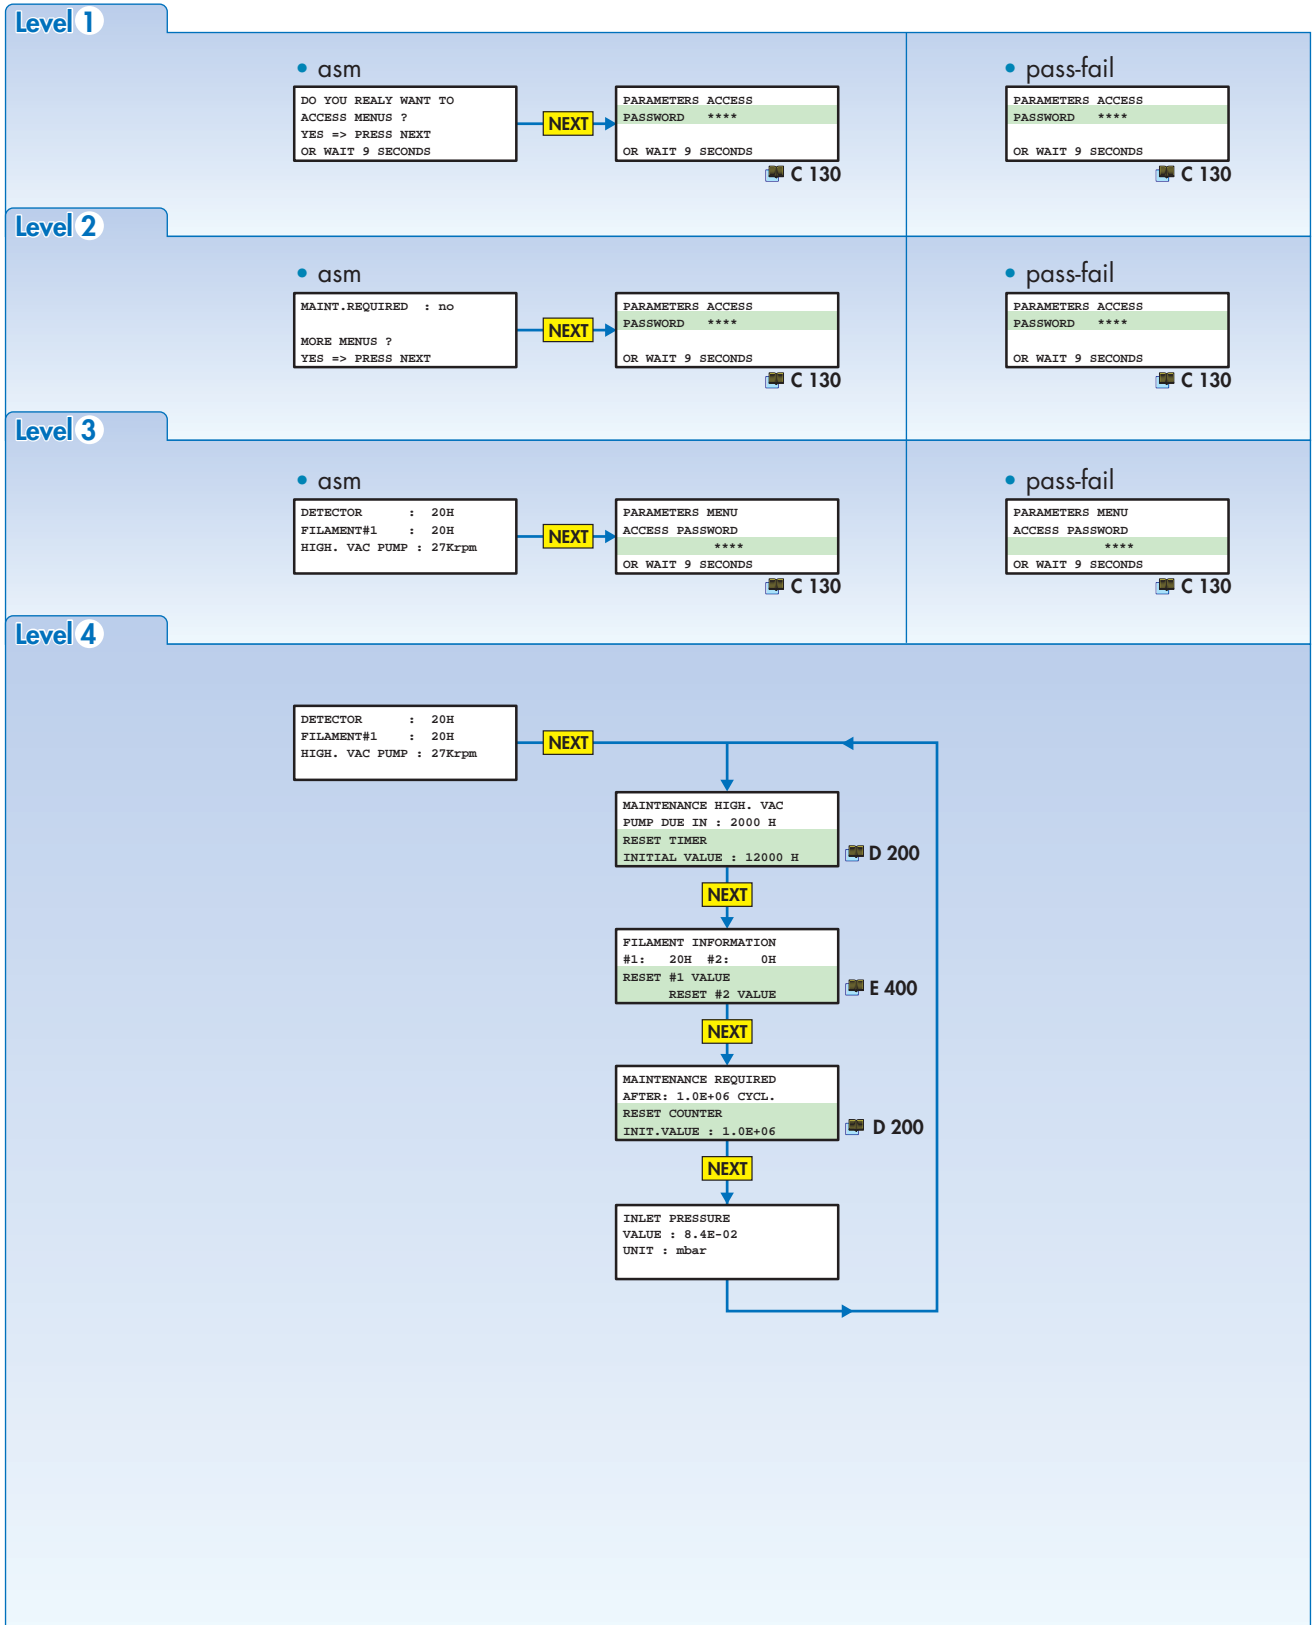 Level 1
• asm
DO YOU REALY WANT TO
ACCESS MENUS ?
YES => PRESS NEXT
OR WAIT 9 SECONDS
NEXT
PARAMETERS ACCESS
PASSWORD ****
OR WAIT 9 SECONDS
C 130
• pass-fail
PARAMETERS ACCESS
PASSWORD ****
OR WAIT 9 SECONDS
C 130
Level 2
• asm
MAINT.REQUIRED : no
MORE MENUS ?
YES => PRESS NEXT
NEXT
PARAMETERS ACCESS
PASSWORD ****
OR WAIT 9 SECONDS
C 130
• pass-fail
PARAMETERS ACCESS
PASSWORD ****
OR WAIT 9 SECONDS
C 130
Level 3
• asm
DETECTOR : 20H
FILAMENT#1 : 20H
HIGH. VAC PUMP : 27Krpm
NEXT
PARAMETERS MENU
ACCESS PASSWORD
****
OR WAIT 9 SECONDS
C 130
• pass-fail
PARAMETERS MENU
ACCESS PASSWORD
****
OR WAIT 9 SECONDS
C 130
Level 4
DETECTOR : 20H
FILAMENT#1 : 20H
HIGH. VAC PUMP : 27Krpm
NEXT
MAINTENANCE HIGH. VAC
PUMP DUE IN : 2000 H
RESET TIMER
INITIAL VALUE : 12000 H
D 200
NEXT
FILAMENT INFORMATION
#1: 20H #2: 0H
RESET #1 VALUE
RESET #2 VALUE
E 400
NEXT
MAINTENANCE REQUIRED
AFTER: 1.0E+06 CYCL.
RESET COUNTER
INIT.VALUE : 1.0E+06
D 200
NEXT
INLET PRESSURE
VALUE : 8.4E-02
UNIT : mbar